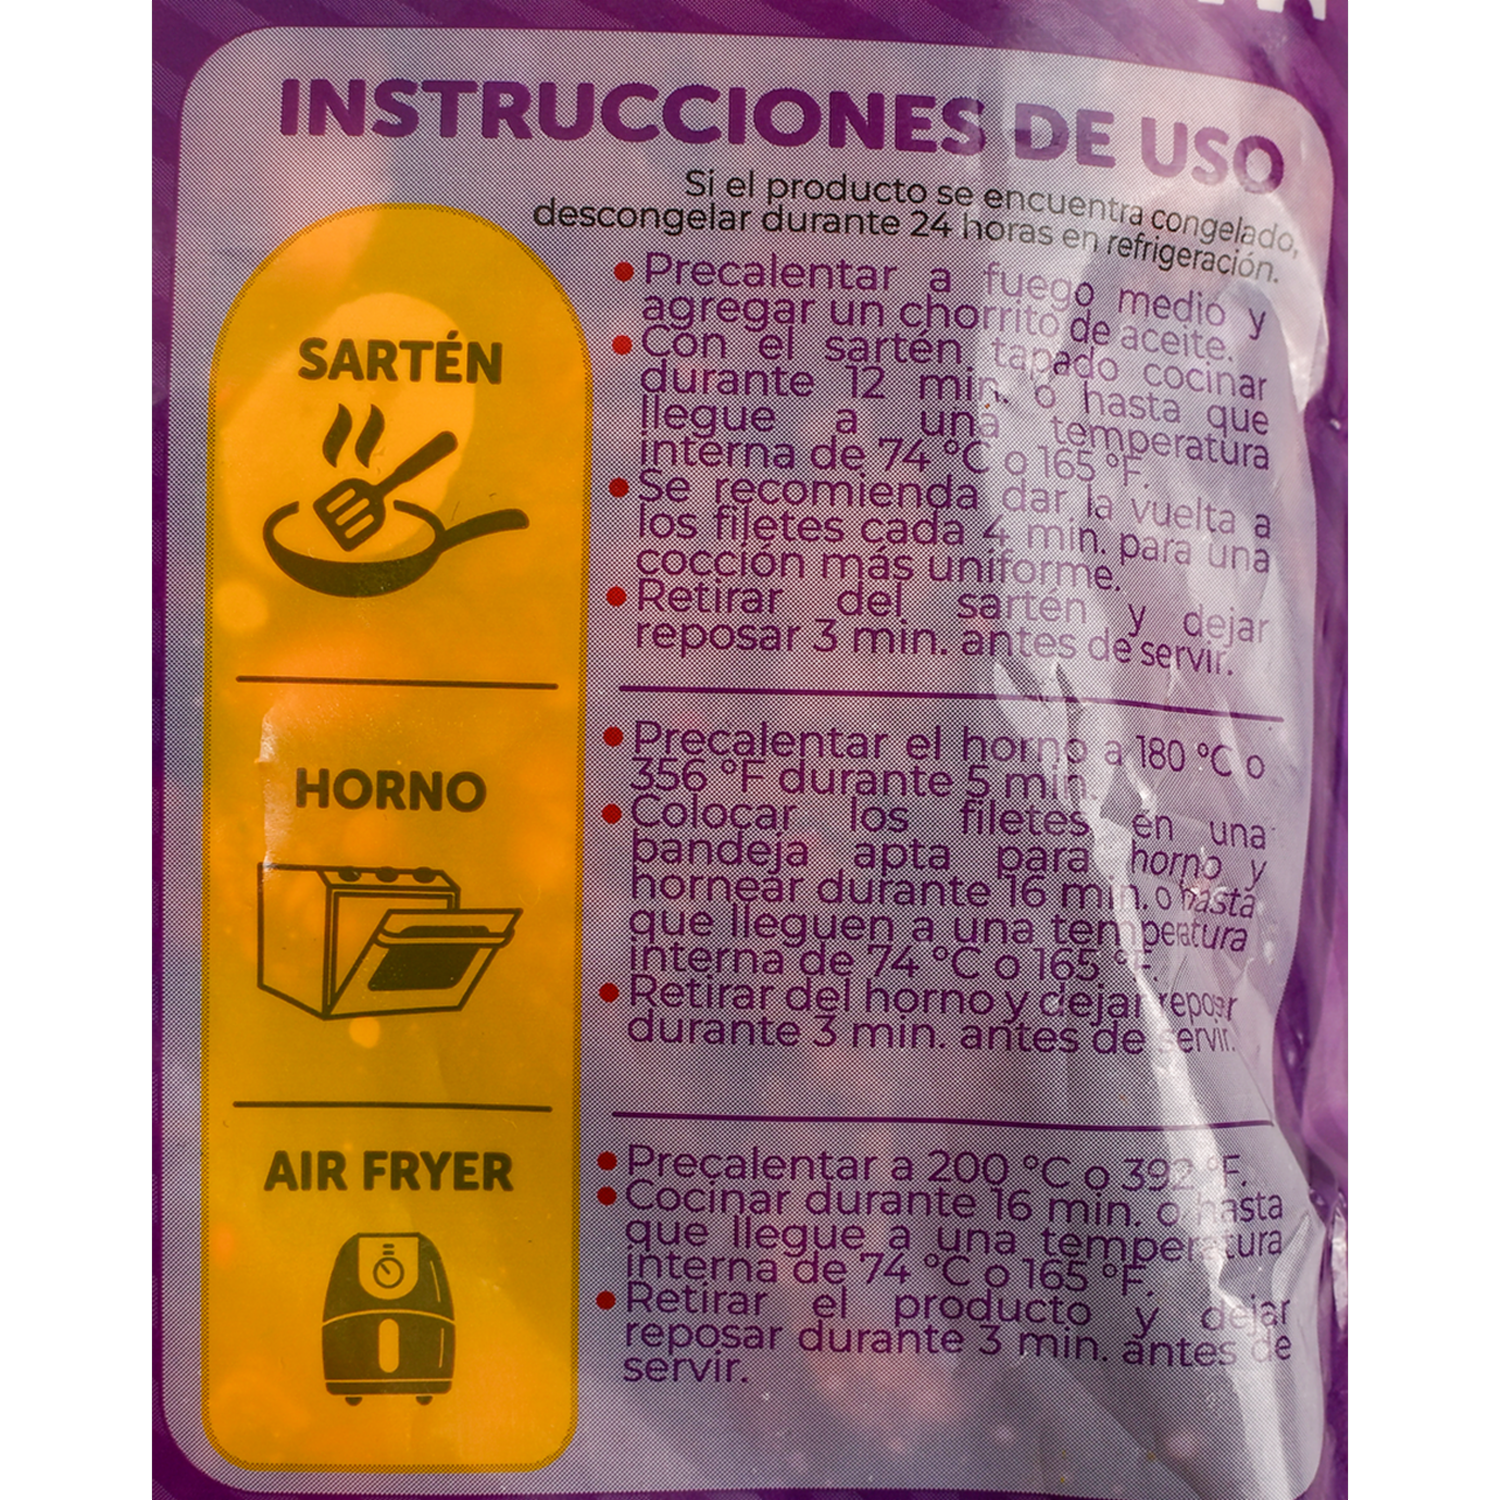 INSTRUCCIONES DE USO
Si el producto se encuentra congelado,
descongelar durante 24 horas en refrigeración.
SARTÉN
Precalentar a fuego medio y
agregar un chorrito de aceite.
Con el sartén tapado cocinar
durante 12 min. o hasta que
llegue a una temperatura
interna de 74 °C o 165 °F.
Se recomienda dar la vuelta a
los filetes cada 4 min. para una
cocción más uniforme.
Retirar del sartén y dejar
reposar 3 min. antes de servir.
HORNO
Precalentar el horno a 180 °C o
356 °F durante 5 min.
Colocar los filetes en una
bandeja apta para horno y
hornear durante 16 min. o hasta
que lleguen a una temperatura
interna de 74 °C o 165 °F.
Retirar del horno y dejar reposar
durante 3 min. antes de servir.
AIR FRYER
Precalentar a 200 °C o 392 °F.
Cocinar durante 16 min. o hasta
que llegue a una temperatura
interna de 74 °C o 165 °F.
Retirar el producto y dejar
reposar durante 3 min. antes de
servir.